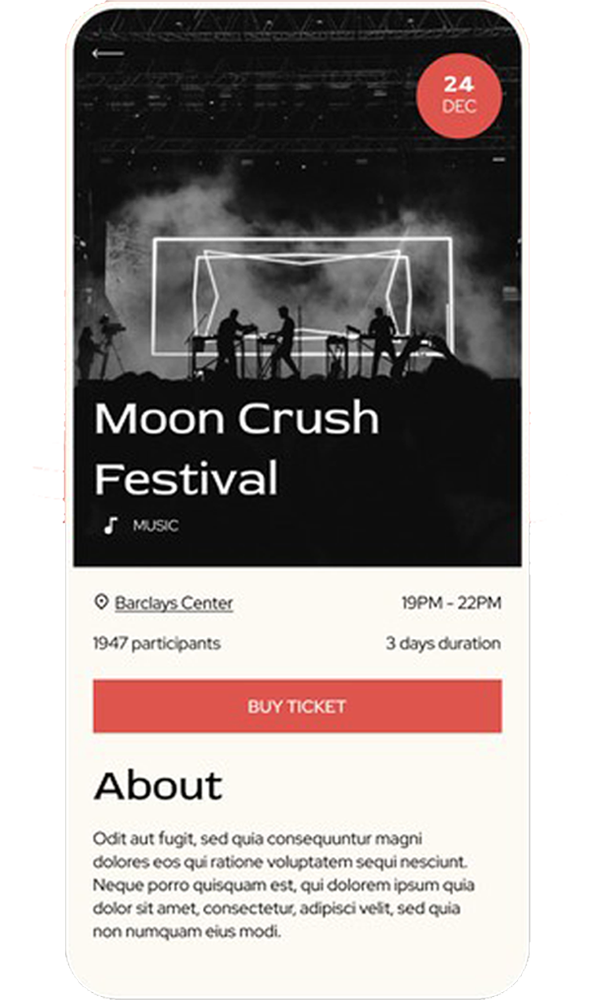 24
DEC
Moon Crush
Festival
MUSIC
Barclays Center
19PM - 22PM
1947 participants
3 days duration
BUY TICKET
About
Odit aut fugit, sed quia consequuntur magni
dolores eos qui ratione voluptatem sequi nesciunt.
Neque porro quisquam est, qui dolorem ipsum quia
dolor sit amet, consectetur, adipisci velit, sed quia
non numquam eius modi.